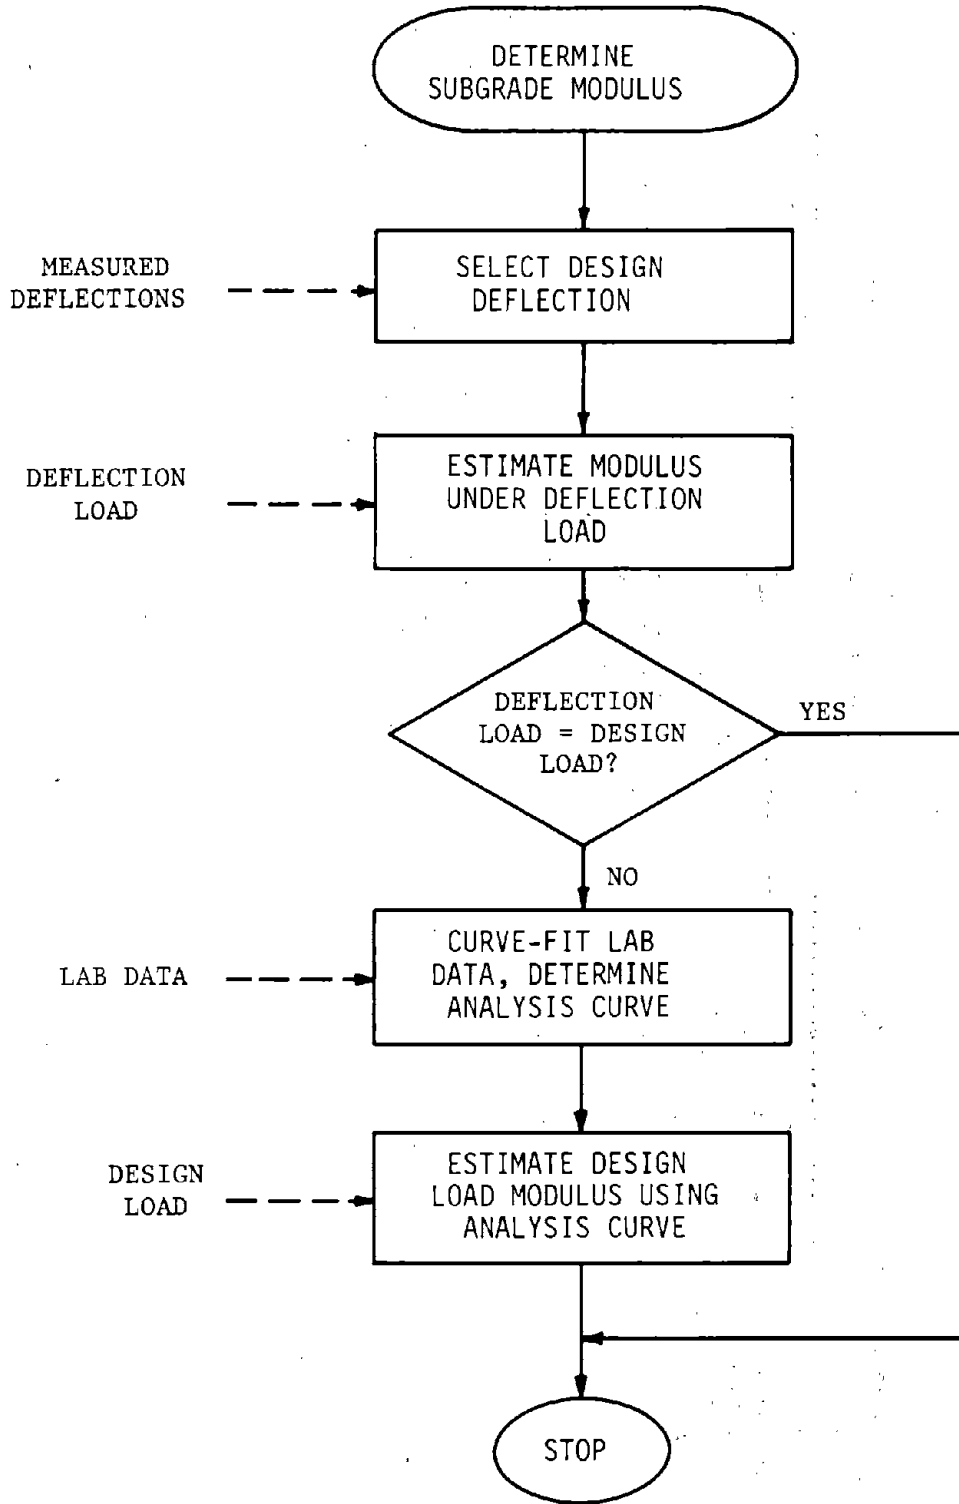 DETERMINE
SUBGRADE MODULUS
MEASURED
DEFLECTIONS
SELECT DESIGN
DEFLECTION
DEFLECTION
LOAD
ESTIMATE MODULUS
UNDER DEFLECTION
LOAD
DEFLECTION
LOAD = DESIGN
LOAD?
YES
NO
LAB DATA
CURVE-FIT LAB
DATA, DETERMINE
ANALYSIS CURVE
DESIGN
LOAD
ESTIMATE DESIGN
LOAD MODULUS USING
ANALYSIS CURVE
STOP